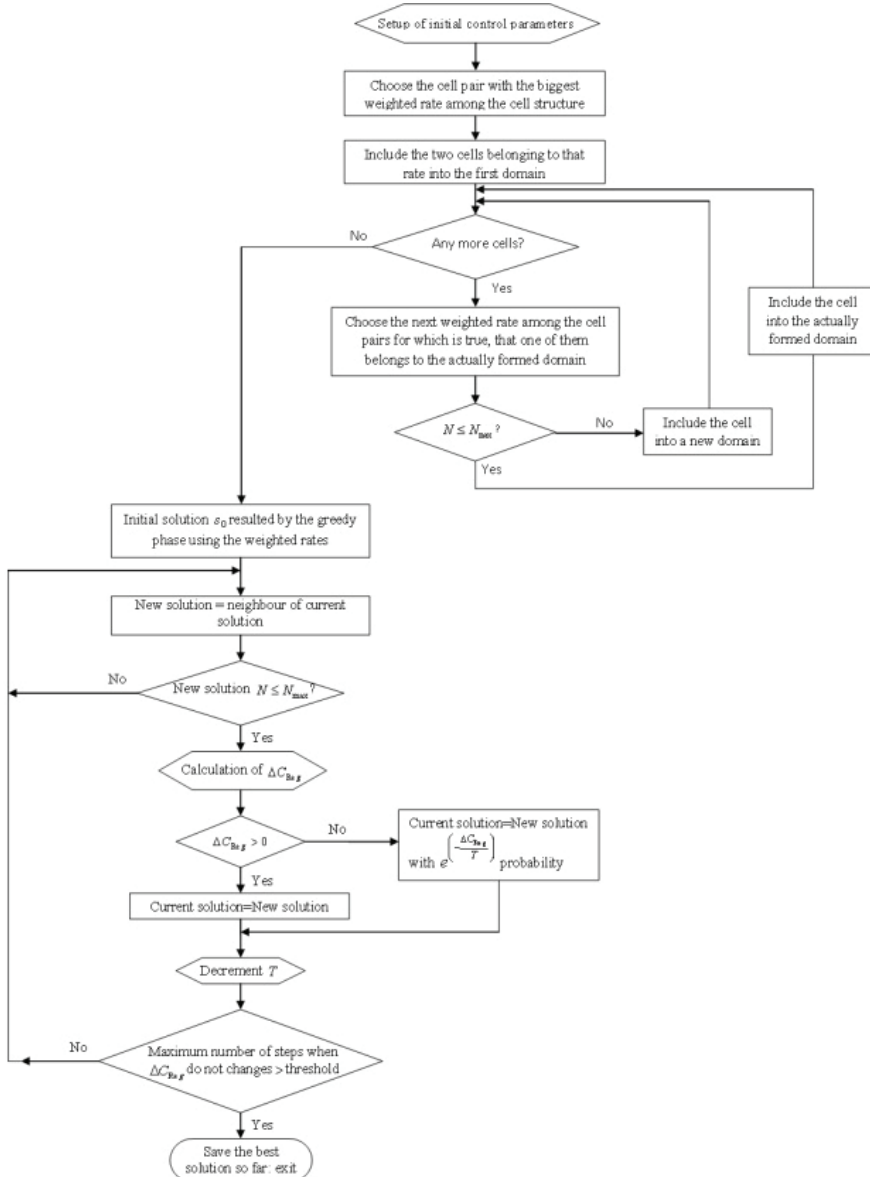 Setup of initial control parameters
Choose the cell pair with the biggest
weighted rate among the cell structure
Include the two cells belonging to that
rate into the first domain
No
Any more cells?
Yes
Choose the next weighted rate among the cell
pairs for which is true, that one of them
belongs to the actually formed domain
Include the cell
into the actually
formed domain
N ≤ N_max ?
No
Include the cell
into a new domain
Yes
Initial solution s_0 resulted by the greedy
phase using the weighted rates
New solution = neighbour of current
solution
No
New solution N ≤ N_max ?
Yes
Calculation of ΔC_Reg
ΔC_Reg > 0
No
Current solution=New solution
with e^(-ΔC_Reg/T) probability
Yes
Current solution=New solution
Decrement T
No
Maximum number of steps when
ΔC_Reg do not changes > threshold
Yes
Save the best
solution so far: exit